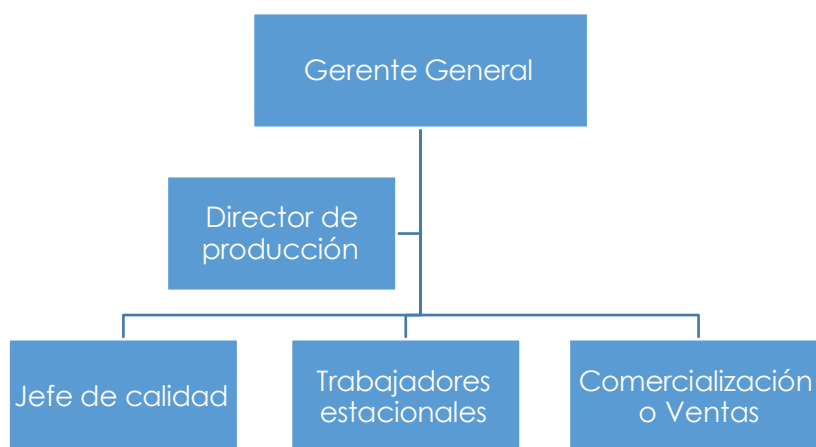 Gerente General
Director de
producción
Jefe de calidad
Trabajadores
estacionales
Comercialización
o Ventas